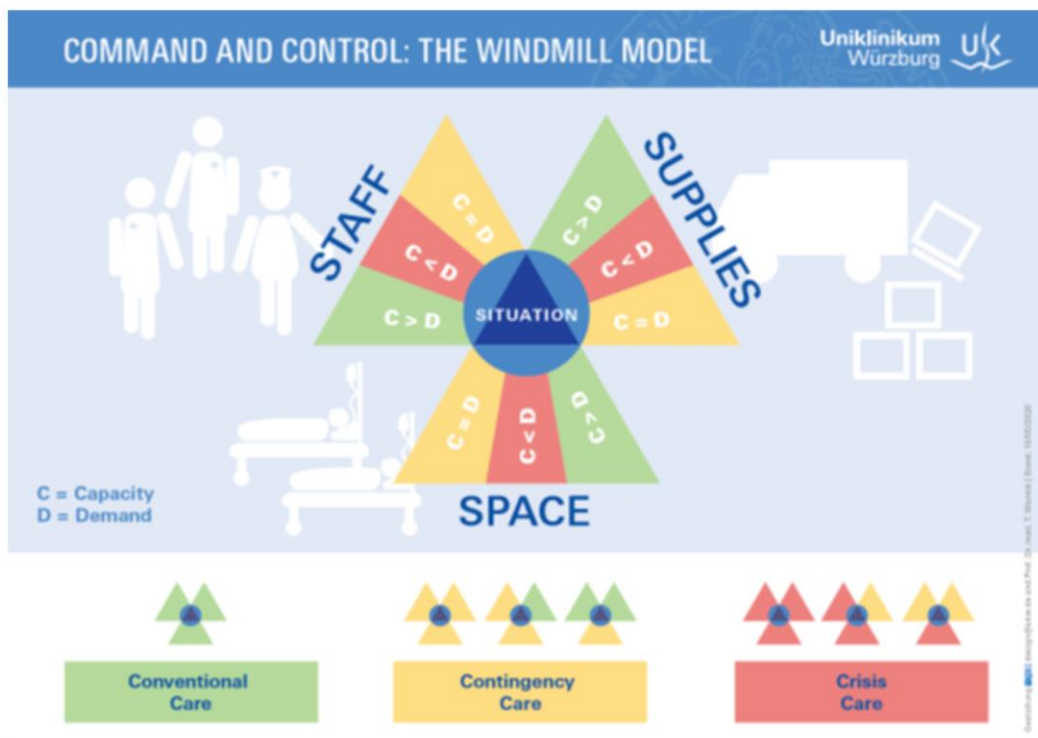 COMMAND AND CONTROL: THE WINDMILL MODEL
Uniklinikum
Würzburg
UK
STAFF
SUPPLIES
C = D
C < D
C > D
C > D
C < D
C = D
SITUATION
C = D
C < D
C > D
SPACE
C = Capacity
D = Demand
Conventional
Care
Contingency
Care
Crisis
Care